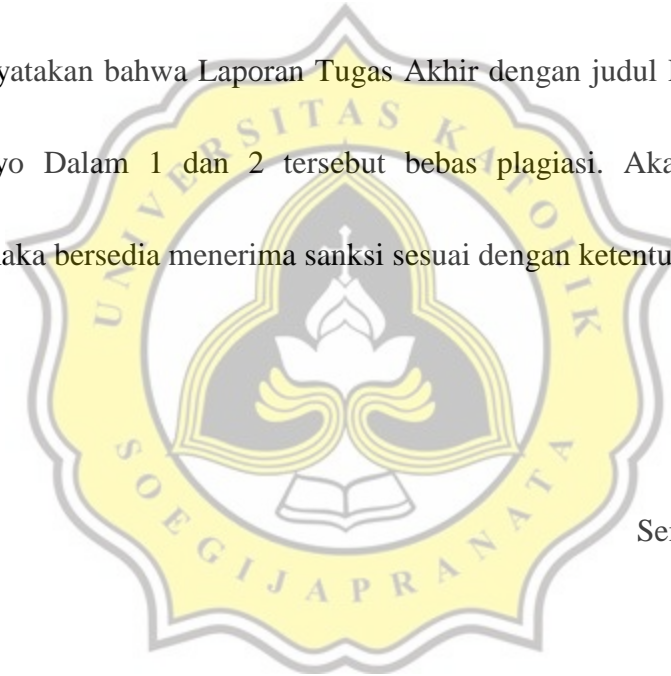 yatakan bahwa Laporan Tugas Akhir dengan judul
yo Dalam 1 dan 2 tersebut bebas plagiasi. Aka
aka bersedia menerima sanksi sesuai dengan ketentu
UNIVERSITAS KATOLIK
SOEGIJAPRANATA
Se